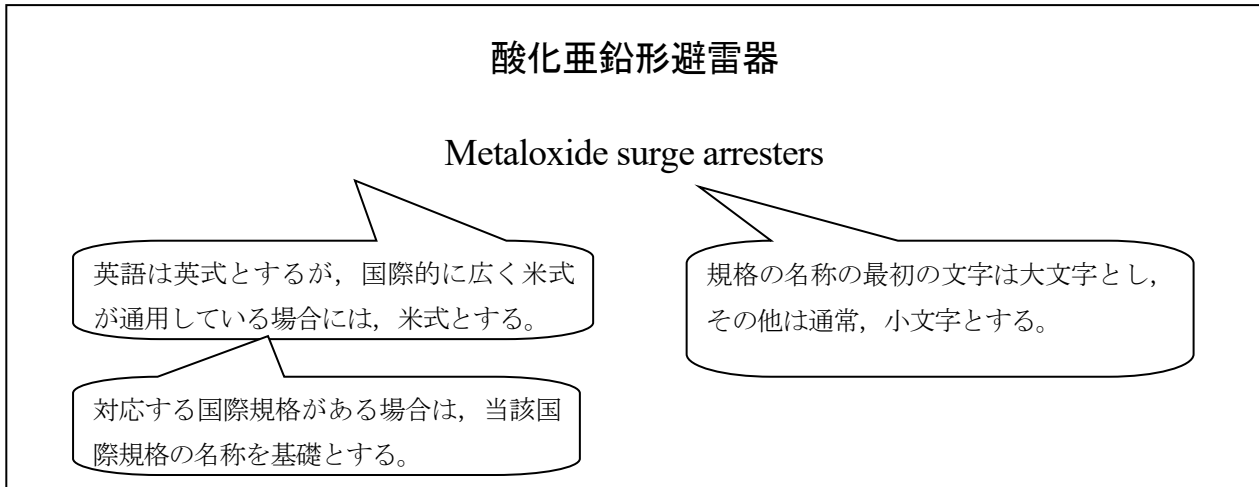 酸化亜鉛形避雷器
Metaloxide surge arresters
英語は英式とするが，国際的に広く米式
が通用している場合には，米式とする。
規格の名称の最初の文字は大文字とし，
その他は通常，小文字とする。
対応する国際規格がある場合は，当該国
際規格の名称を基礎とする。